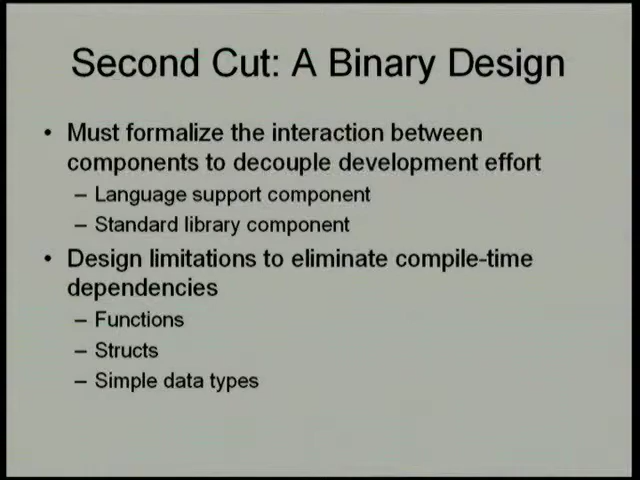 Second Cut: A Binary Design
• Must formalize the interaction between
components to decouple development effort
– Language support component
– Standard library component
• Design limitations to eliminate compile-time
dependencies
– Functions
– Structs
– Simple data types